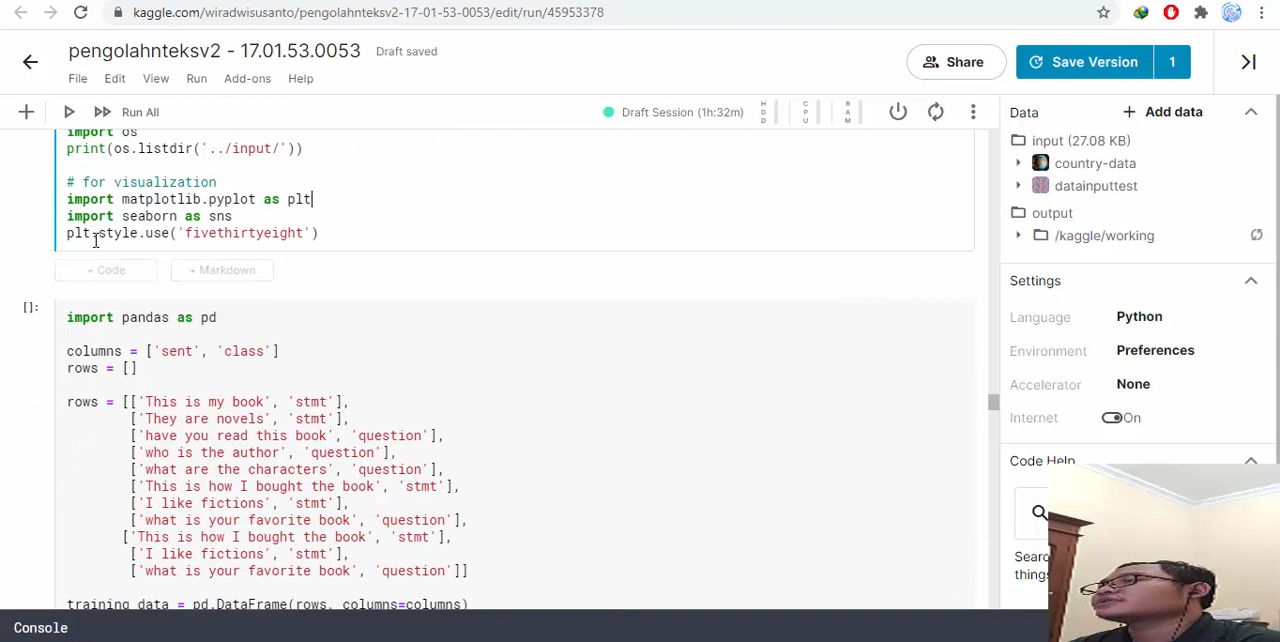 kaggle.com/wiradwisusanto/pengolahnteksv2-17-01-53-0053/edit/run/45953378
pengolahnteksv2 - 17.01.53.0053 Draft saved
File Edit View Run Add-ons Help
Share
Save Version 1
Run All
Draft Session (1h:32m)
HDD
CPU
RAM
import os
print(os.listdir('../input/'))
# for visualization
import matplotlib.pyplot as plt
import seaborn as sns
plt.style.use('fivethirtyeight')
+ Code + Markdown
[]:
import pandas as pd
columns = ['sent', 'class']
rows = []
rows = [['This is my book', 'stmt'],
['They are novels', 'stmt'],
['have you read this book', 'question'],
['who is the author', 'question'],
['what are the characters', 'question'],
['This is how I bought the book', 'stmt'],
['I like fictions', 'stmt'],
['what is your favorite book', 'question'],
['This is how I bought the book', 'stmt'],
['I like fictions', 'stmt'],
['what is your favorite book', 'question']]
training_data = pd.DataFrame(rows, columns=columns)
Console
Data
+ Add data
input (27.08 KB)
country-data
datainputtest
output
/kaggle/working
Settings
Language Python
Environment Preferences
Accelerator None
Internet On
Code Help
Sear
things